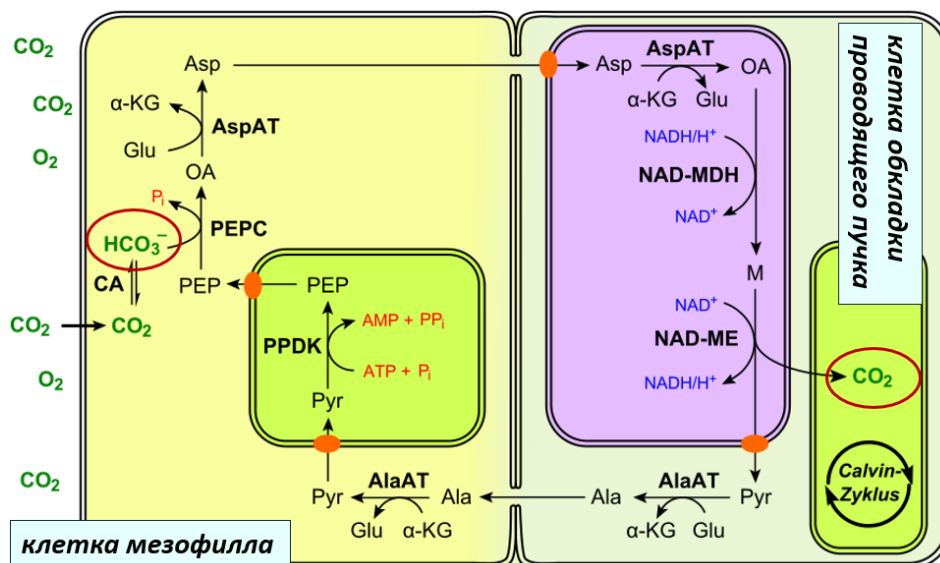 CO₂
CO₂
O₂
CO₂
O₂
CO₂
Asp
α-KG
AspAT
Glu
OA
Pᵢ
HCO₃⁻
PEPC
CA
PEP
CO₂
PEP
PPDK
AMP + PPᵢ
ATP + Pᵢ
Pyr
Pyr
AlaAT
Ala
Glu
α-KG
клетка мезофилла
Asp
AspAT
OA
α-KG
Glu
NADH/H⁺
NAD-MDH
NAD⁺
M
NAD⁺
NAD-ME
NADH/H⁺
Ala
AlaAT
Pyr
α-KG
Glu
клетка обкладки
проводящего пучка
CO₂
Calvin-
Zyklus